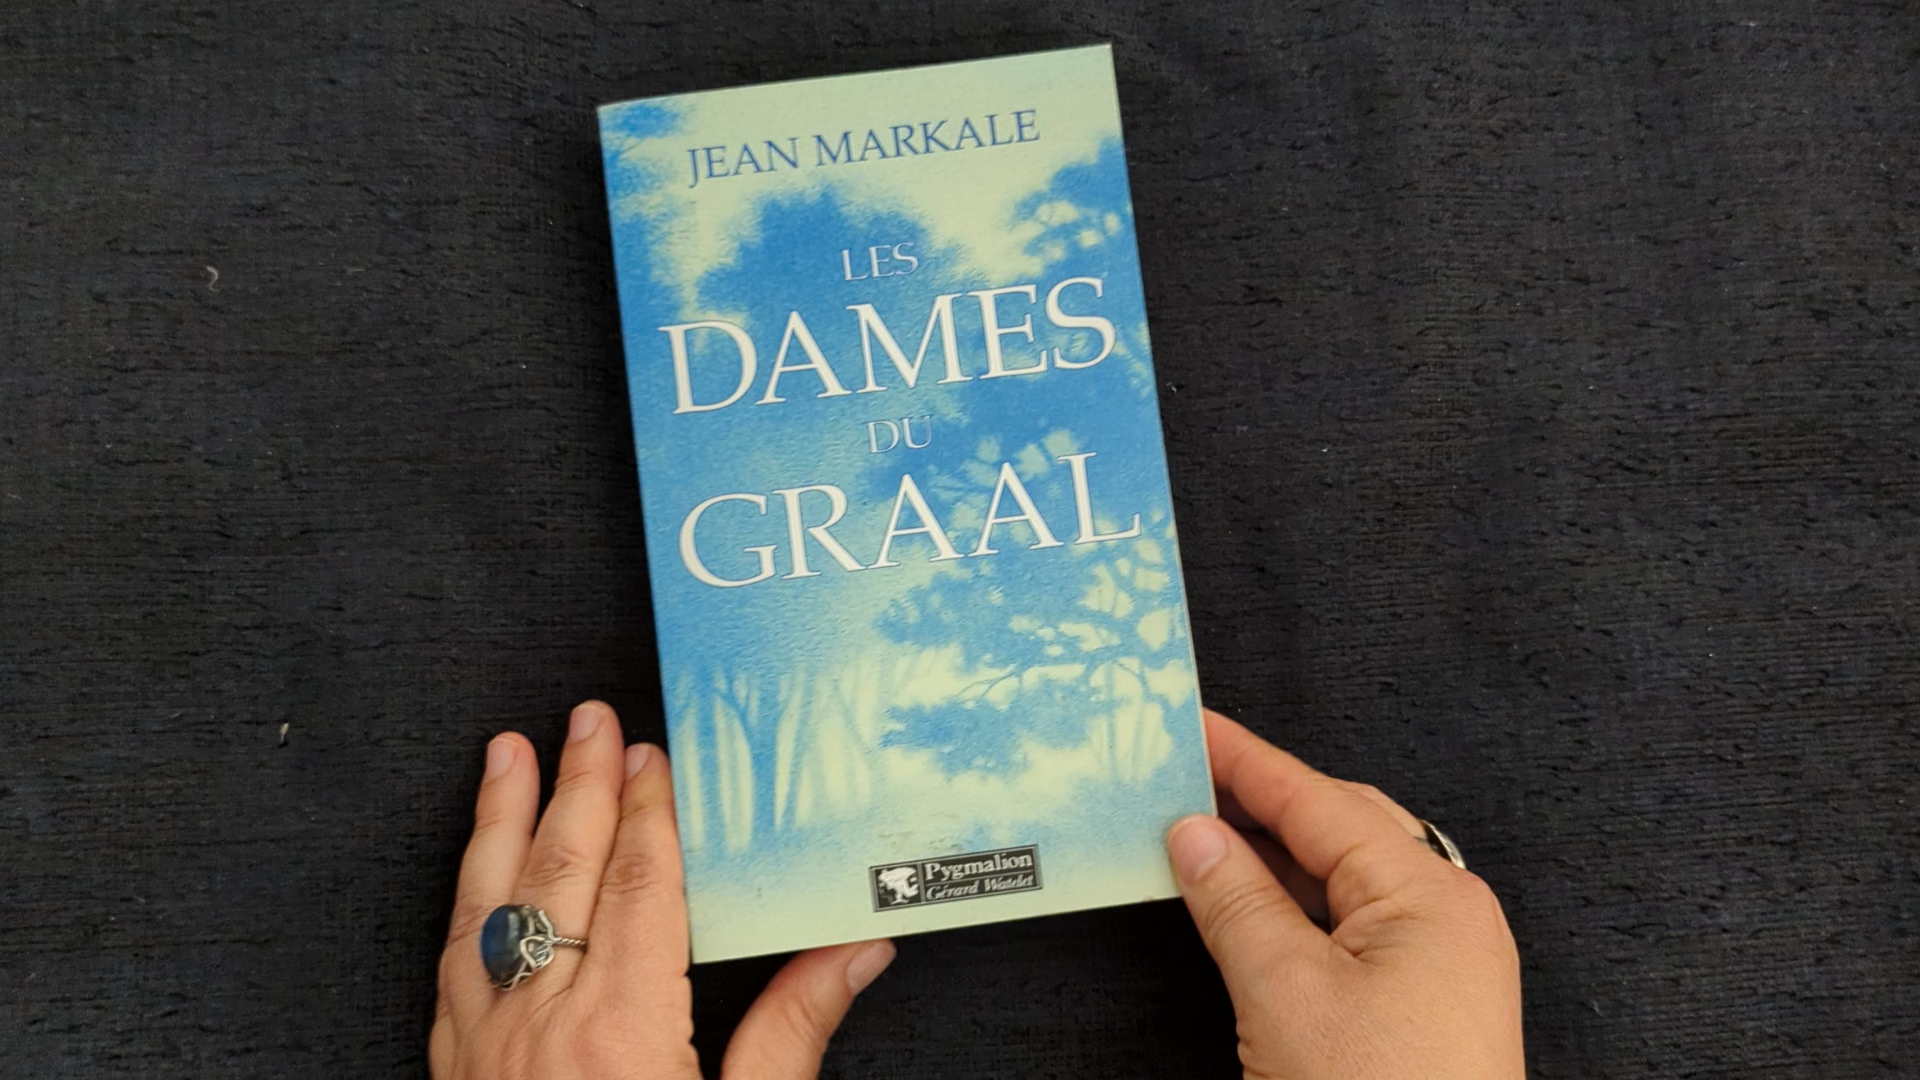 JEAN MARKALE
LES
DAMES
DU
GRAAL
Pygmalion
Gérard Watelet